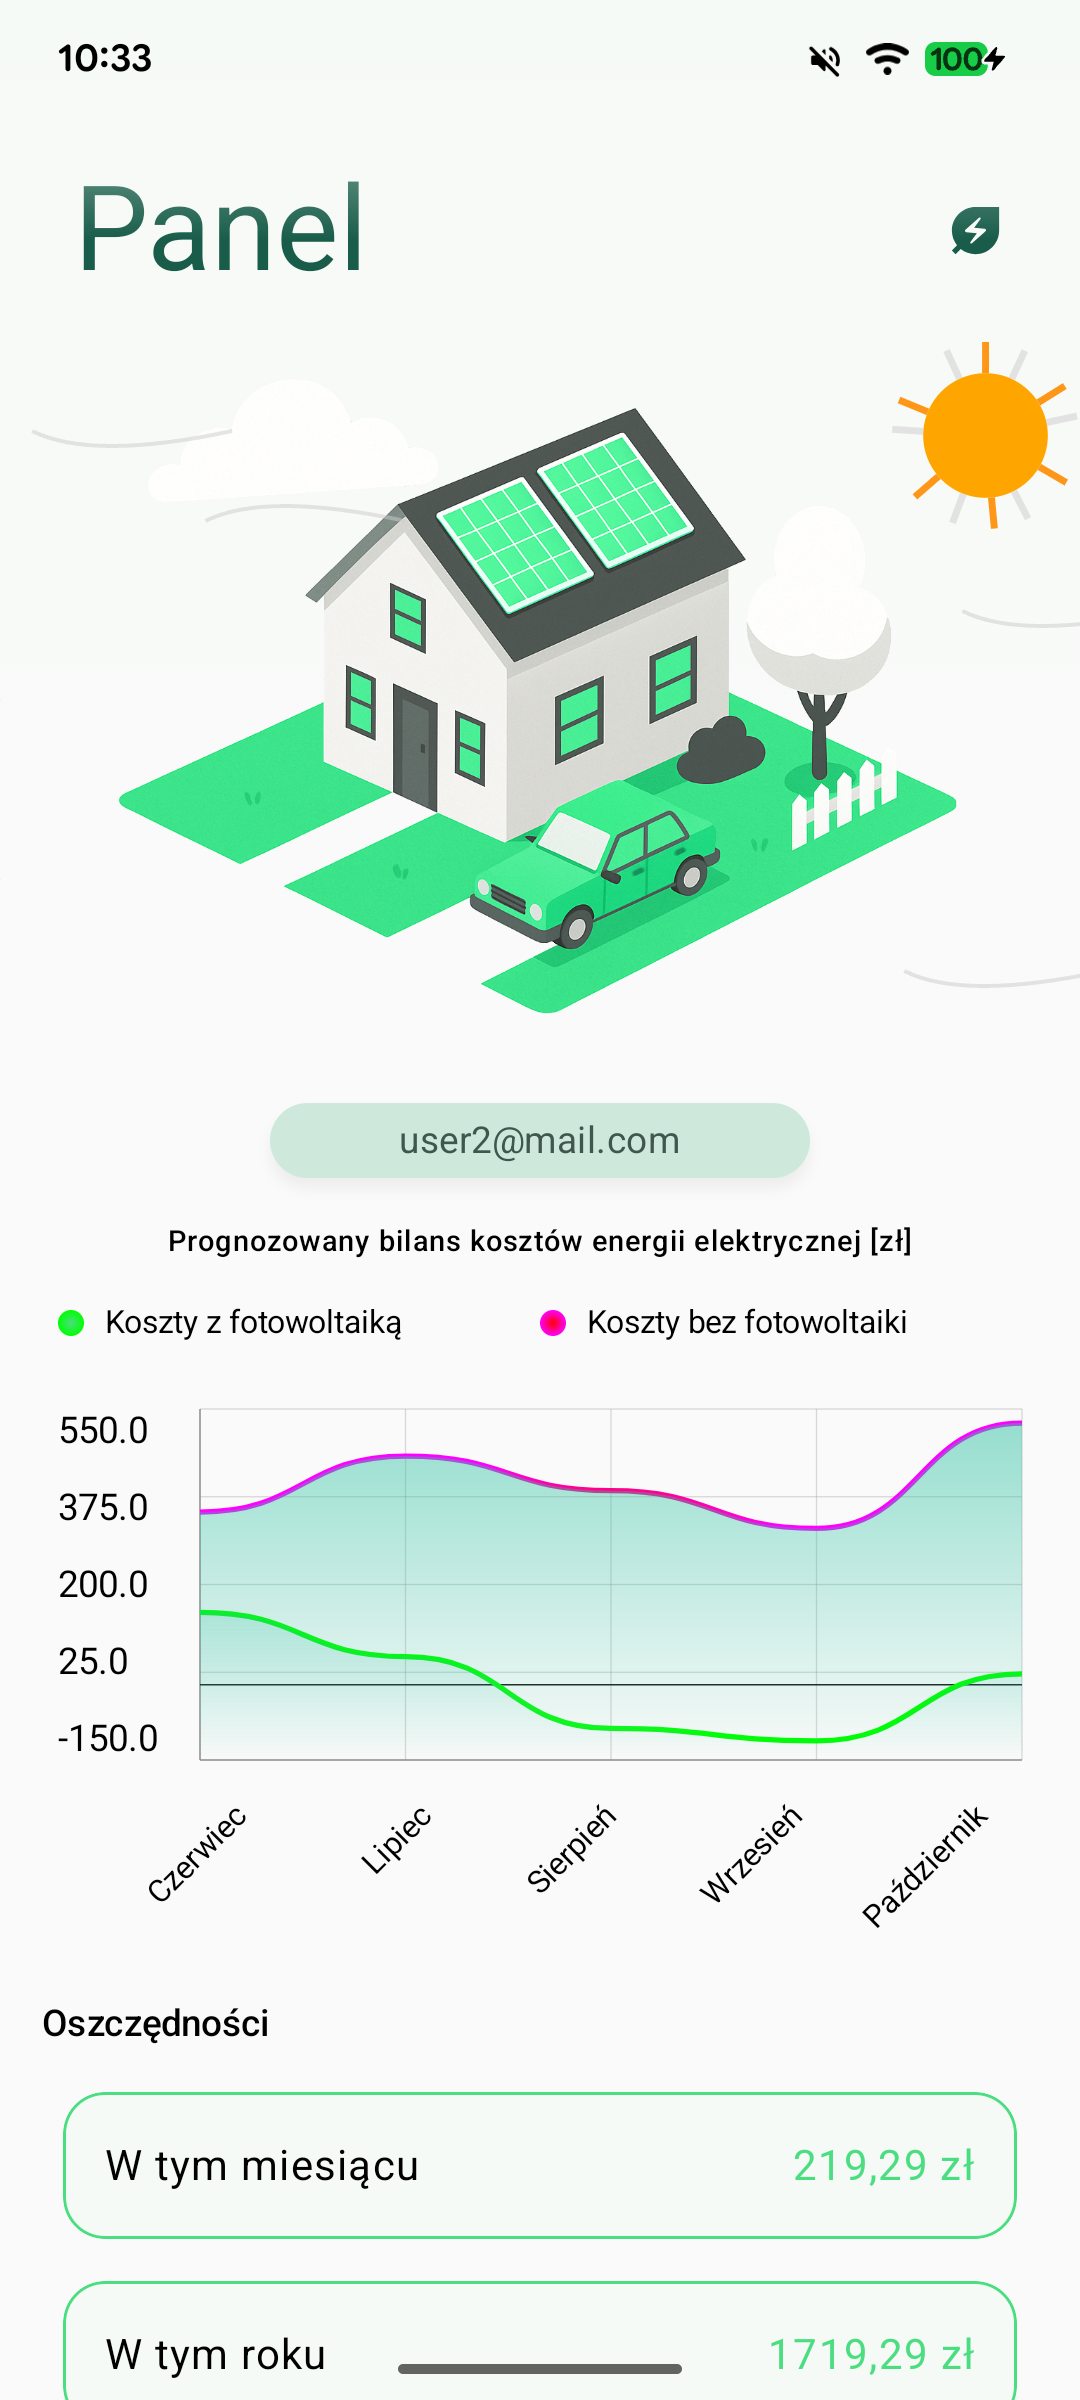 10:33
100
Panel
user2@mail.com
Prognozowany bilans kosztów energii elektrycznej [zł]
Koszty z fotowoltaiką
Koszty bez fotowoltaiki
550.0
375.0
200.0
25.0
-150.0
Czerwiec
Lipiec
Sierpień
Wrzesień
Październik
Oszczędności
W tym miesiącu 219,29 zł
W tym roku 1719,29 zł